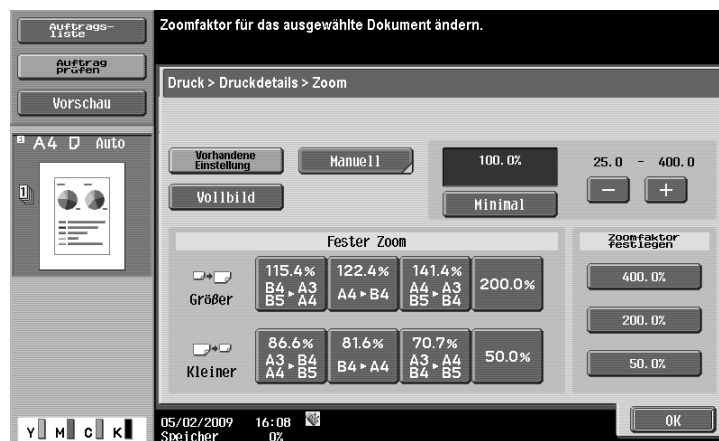 Auftrags-
liste
Auftrag
prüfen
Vorschau
A4 Auto
Zoomfaktor für das ausgewählte Dokument ändern.
Druck > Druckdetails > Zoom
Vorhandene
Einstellung
Manuell
Vollbild
100.0%
Minimal
25.0 - 400.0
− +
Fester Zoom
Größer
115.4%
B4 ▸ A3
B5 ▸ A4
122.4%
A4 ▸ B4
141.4%
A4 ▸ A3
B5 ▸ B4
200.0%
Kleiner
86.6%
A3 ▸ B4
A4 ▸ B5
81.6%
B4 ▸ A4
70.7%
A3 ▸ A4
B4 ▸ B5
50.0%
Zoomfaktor
festlegen
400.0%
200.0%
50.0%
Y M C K
05/02/2009 16:08
Speicher 0%
OK